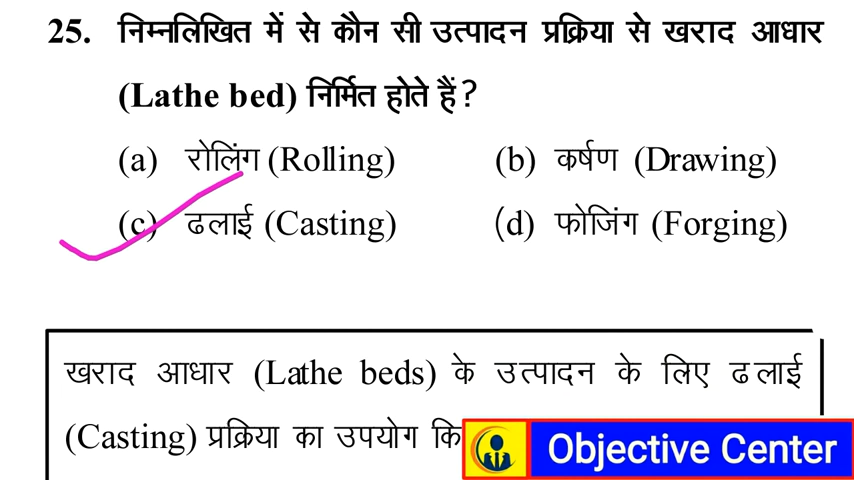 25. निम्नलिखित में से कौन सी उत्पादन प्रक्रिया से खराद आधार
(Lathe bed) निर्मित होते हैं?
(a) रोलिंग (Rolling) (b) कर्षण (Drawing)
(c) ढलाई (Casting) (d) फोजिंग (Forging)
खराद आधार (Lathe beds) के उत्पादन के लिए ढलाई
(Casting) प्रक्रिया का उपयोग
Objective Center